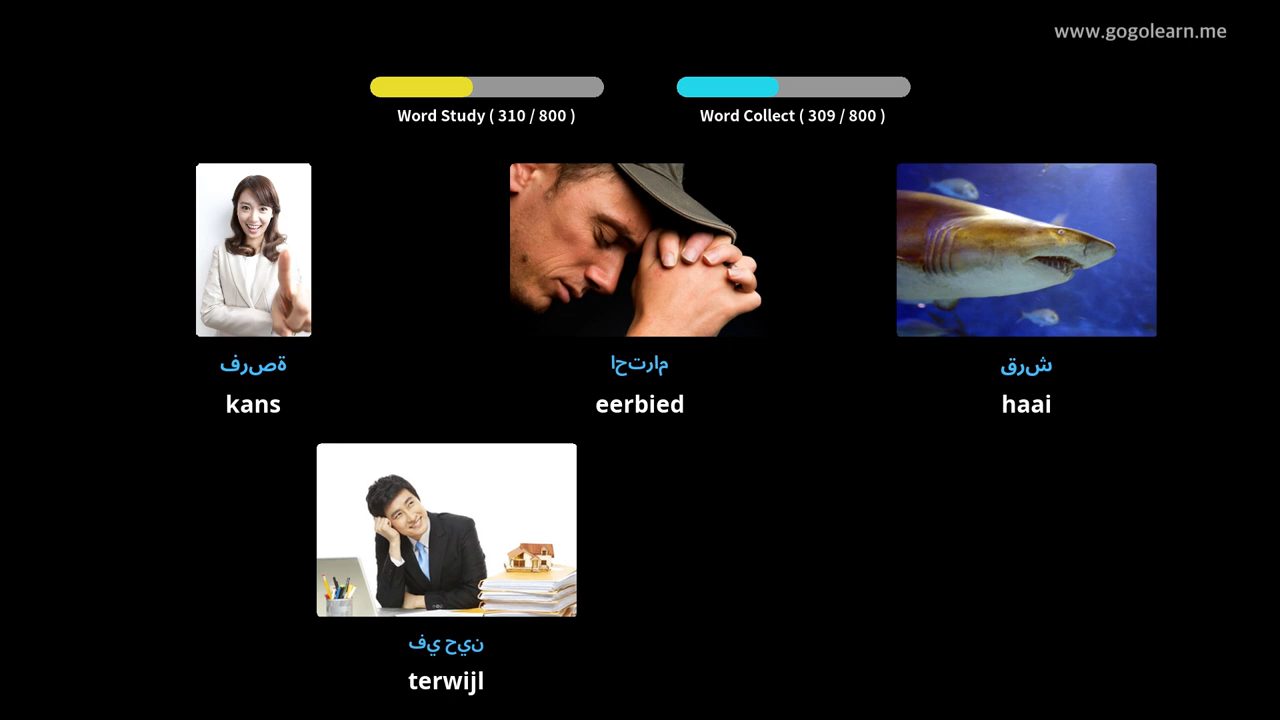 www.gogolearn.me
Word Study ( 310 / 800 )
Word Collect ( 309 / 800 )
فرصة
احترام
قرش
kans
eerbied
haai
في حين
terwijl